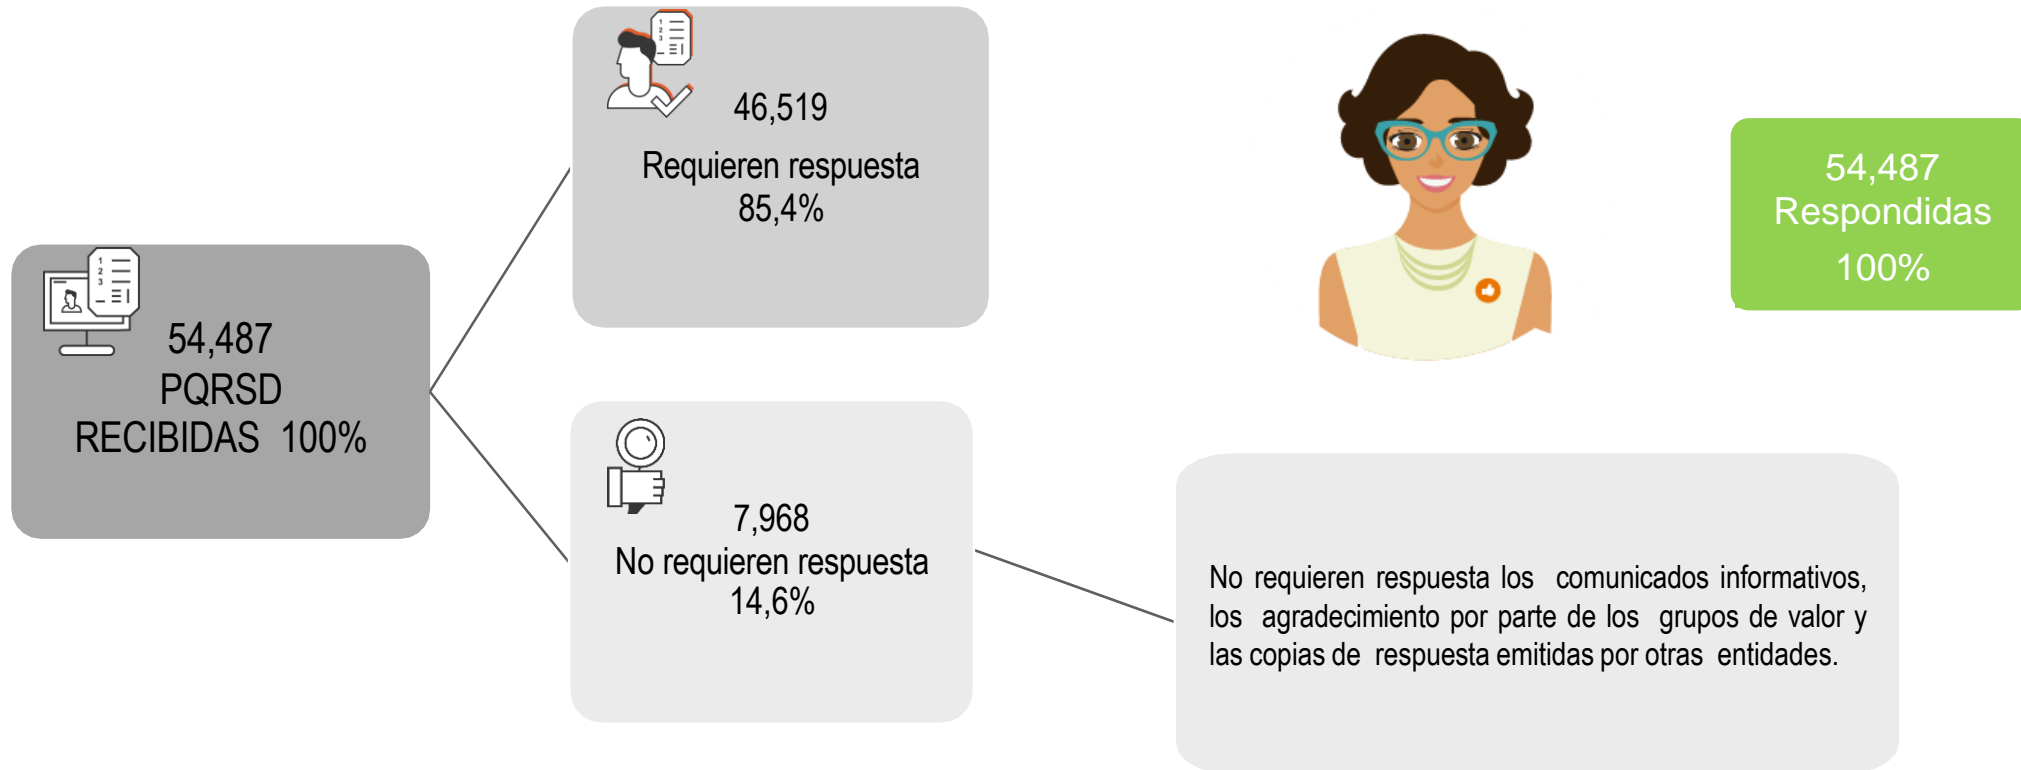 54,487
PQRSD
RECIBIDAS 100%
46,519
Requieren respuesta
85,4%
7,968
No requieren respuesta
14,6%
No requieren respuesta los comunicados informativos,
los agradecimiento por parte de los grupos de valor y
las copias de respuesta emitidas por otras entidades.
54,487
Respondidas
100%